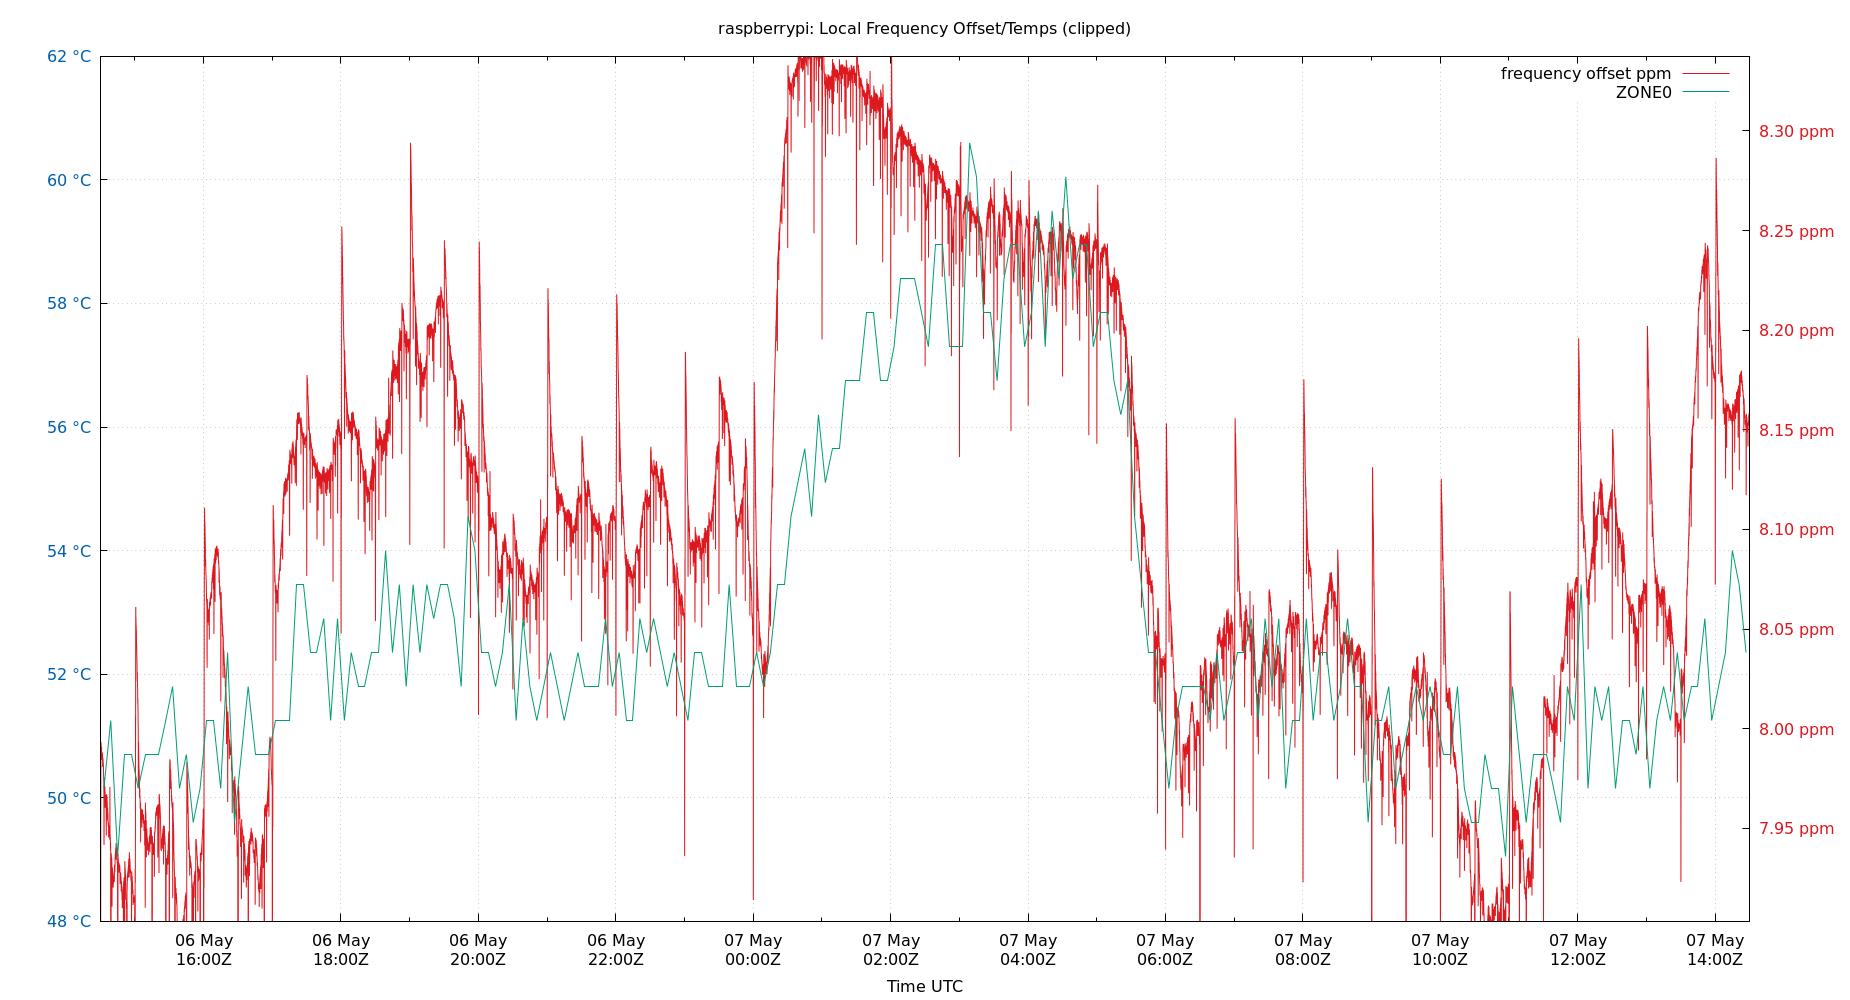 raspberrypi: Local Frequency Offset/Temps (clipped)
frequency offset ppm
ZONE0
62 °C
60 °C
58 °C
56 °C
54 °C
52 °C
50 °C
48 °C
8.30 ppm
8.25 ppm
8.20 ppm
8.15 ppm
8.10 ppm
8.05 ppm
8.00 ppm
7.95 ppm
06 May 06 May 06 May 06 May 07 May 07 May 07 May 07 May 07 May 07 May 07 May 07 May
16:00Z 18:00Z 20:00Z 22:00Z 00:00Z 02:00Z 04:00Z 06:00Z 08:00Z 10:00Z 12:00Z 14:00Z
Time UTC